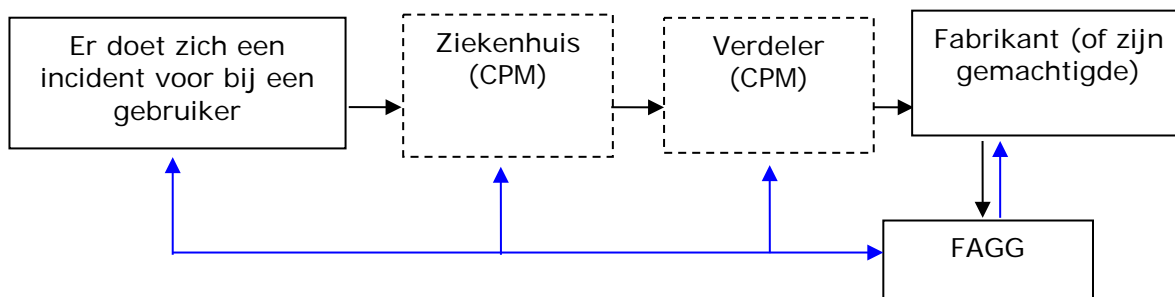 Er doet zich een
incident voor bij een
gebruiker
Ziekenhuis
(CPM)
Verdeler
(CPM)
Fabrikant (of zijn
gemachtigde)
FAGG